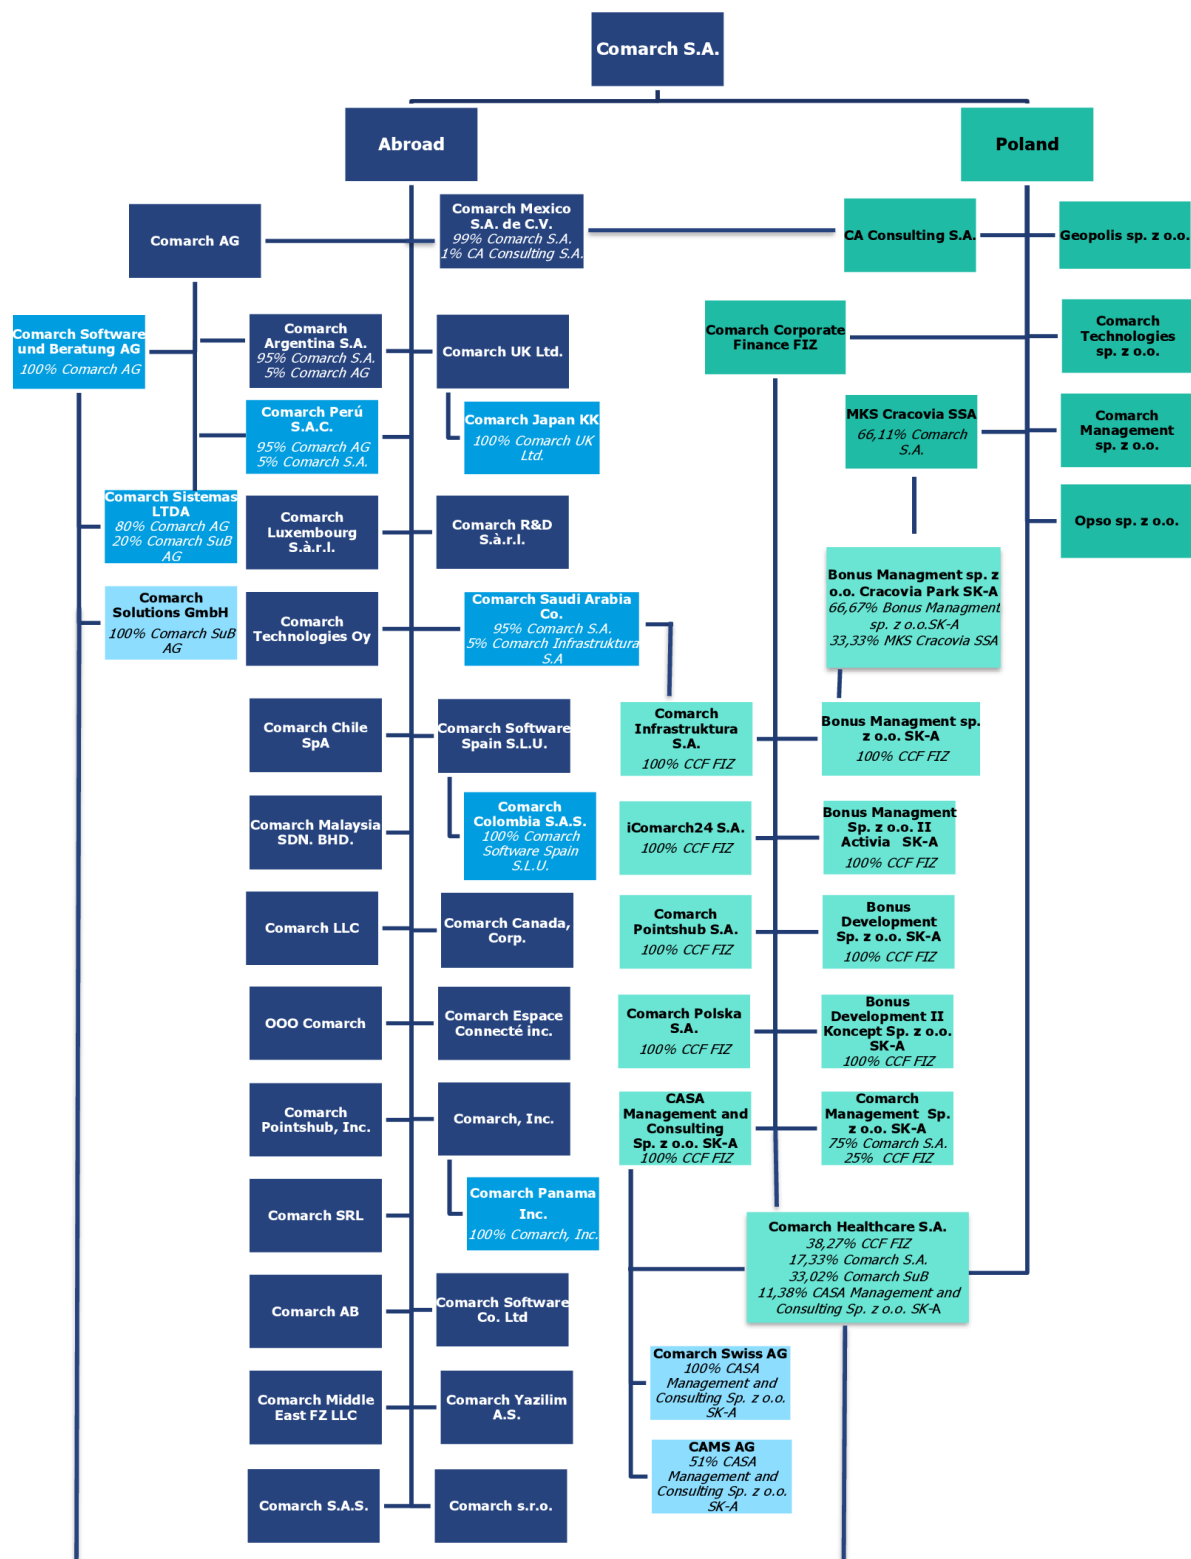 Comarch S.A.
Abroad
Poland
Comarch AG
Comarch Mexico
S.A. de C.V.
99% Comarch S.A.
1% CA Consulting S.A.
CA Consulting S.A.
Geopolis sp. z o.o.
Comarch Software
und Beratung AG
100% Comarch AG
Comarch
Argentina S.A.
95% Comarch S.A.
5% Comarch AG
Comarch UK Ltd.
Comarch Corporate
Finance FIZ
Comarch
Technologies
sp. z o.o.
Comarch Perú
S.A.C.
95% Comarch AG
5% Comarch S.A.
Comarch Japan KK
100% Comarch UK
Ltd.
MKS Cracovia SSA
66,11% Comarch
S.A.
Comarch
Management
sp. z o.o.
Comarch Sistemas
LTDA
80% Comarch AG
20% Comarch SuB
AG
Comarch
Luxembourg
S.à.r.l.
Comarch R&D
S.à.r.l.
Opso sp. z o.o.
Comarch
Solutions GmbH
100% Comarch SuB
AG
Comarch
Technologies Oy
Comarch Saudi Arabia
Co.
95% Comarch S.A.
5% Comarch Infrastruktura
S.A
Bonus Managment sp. z
o.o. Cracovia Park SK-A
66,67% Bonus Managment
sp. z o.o.SK-A
33,33% MKS Cracovia SSA
Comarch Chile
SpA
Comarch Software
Spain S.L.U.
Comarch
Infrastruktura
S.A.
100% CCF FIZ
Bonus Managment sp.
z o.o. SK-A
100% CCF FIZ
Comarch Malaysia
SDN. BHD.
Comarch
Colombia S.A.S.
100% Comarch
Software Spain
S.L.U.
iComarch24 S.A.
100% CCF FIZ
Bonus Managment
Sp. z o.o. II
Activia SK-A
100% CCF FIZ
Comarch LLC
Comarch Canada,
Corp.
Comarch
Pointshub S.A.
100% CCF FIZ
Bonus
Development
Sp. z o.o. SK-A
100% CCF FIZ
OOO Comarch
Comarch Espace
Connecté inc.
Comarch Polska
S.A.
100% CCF FIZ
Bonus
Development II
Koncept Sp. z o.o.
SK-A
100% CCF FIZ
Comarch
Pointshub, Inc.
Comarch, Inc.
CASA
Management and
Consulting
Sp. z o.o. SK-A
100% CCF FIZ
Comarch
Management Sp.
z o.o. SK-A
75% Comarch S.A.
25% CCF FIZ
Comarch SRL
Comarch Panama
Inc.
100% Comarch, Inc.
Comarch Healthcare S.A.
38,27% CCF FIZ
17,33% Comarch S.A.
33,02% Comarch SuB
11,38% CASA Management and
Consulting Sp. z o.o. SK-A
Comarch AB
Comarch Software
Co. Ltd
Comarch Swiss AG
100% CASA
Management and
Consulting Sp. z o.o.
SK-A
Comarch Middle
East FZ LLC
Comarch Yazilim
A.S.
CAMS AG
51% CASA
Management and
Consulting Sp. z o.o.
SK-A
Comarch S.A.S.
Comarch s.r.o.